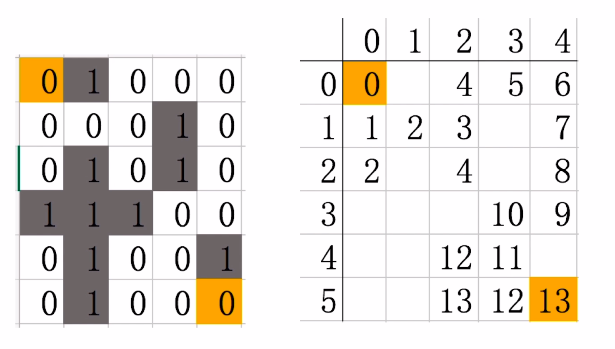 0 1 0 0 0
0 0 0 1 0
0 1 0 1 0
1 1 1 0 0
0 1 0 0 1
0 1 0 0 0
0 1 2 3 4
0 0 4 5 6
1 1 2 3 7
2 2 4 8
3 10 9
4 12 11
5 13 12 13